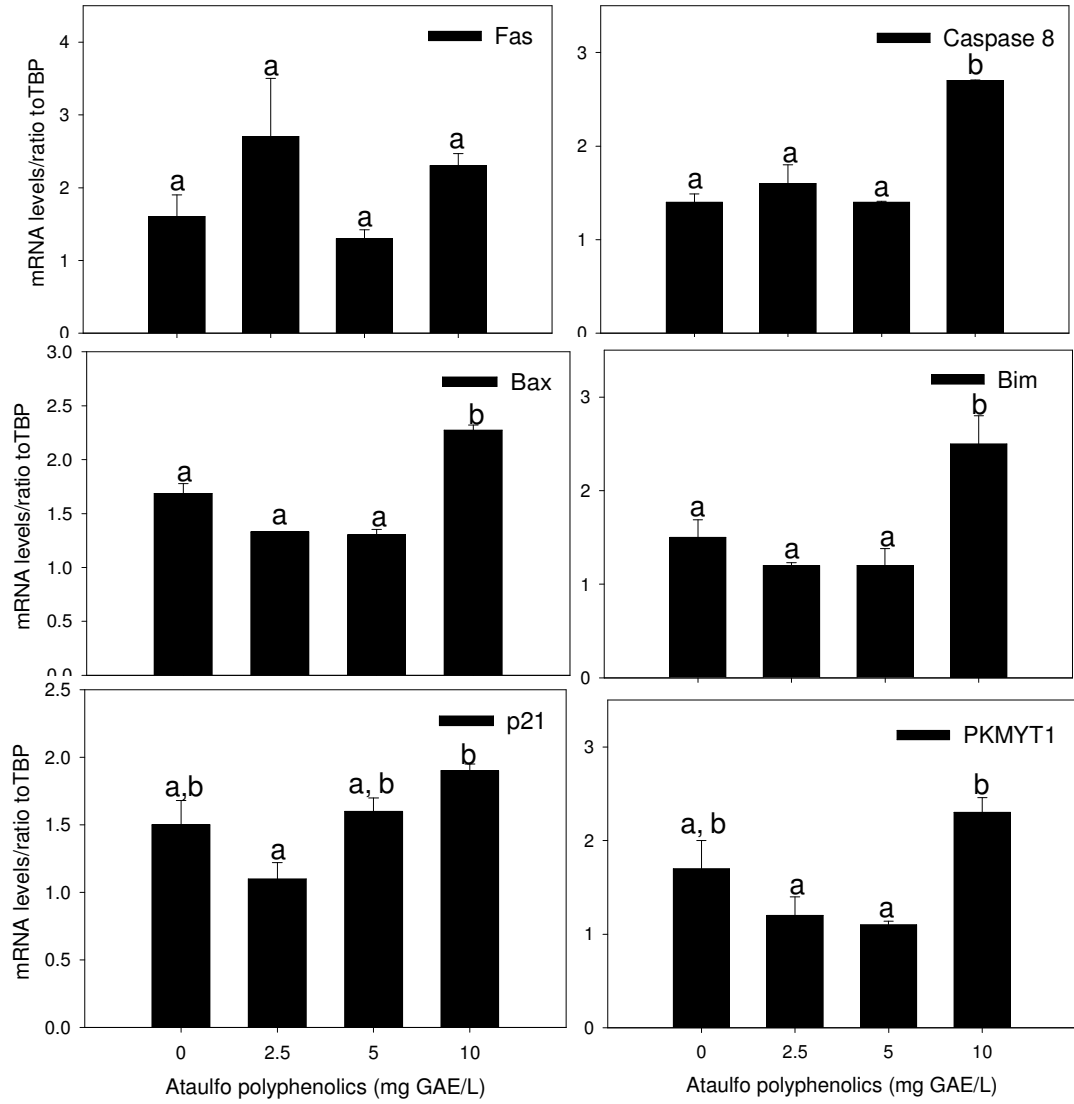 Fas
4
3
2
1
0
mRNA levels/ratio toTBP
a
a
a
a
Caspase 8
3
2
1
0
a
a
a
b
Bax
3.0
2.5
2.0
1.5
1.0
0.5
0.0
mRNA levels/ratio toTBP
a
a
a
b
Bim
3
2
1
0
a
a
a
b
p21
2.5
2.0
1.5
1.0
0.5
0.0
mRNA levels/ratio toTBP
a,b
a
a, b
b
0 2.5 5 10
Ataulfo polyphenolics (mg GAE/L)
PKMYT1
3
2
1
0
a, b
a
a
b
0 2.5 5 10
Ataulfo polyphenolics (mg GAE/L)